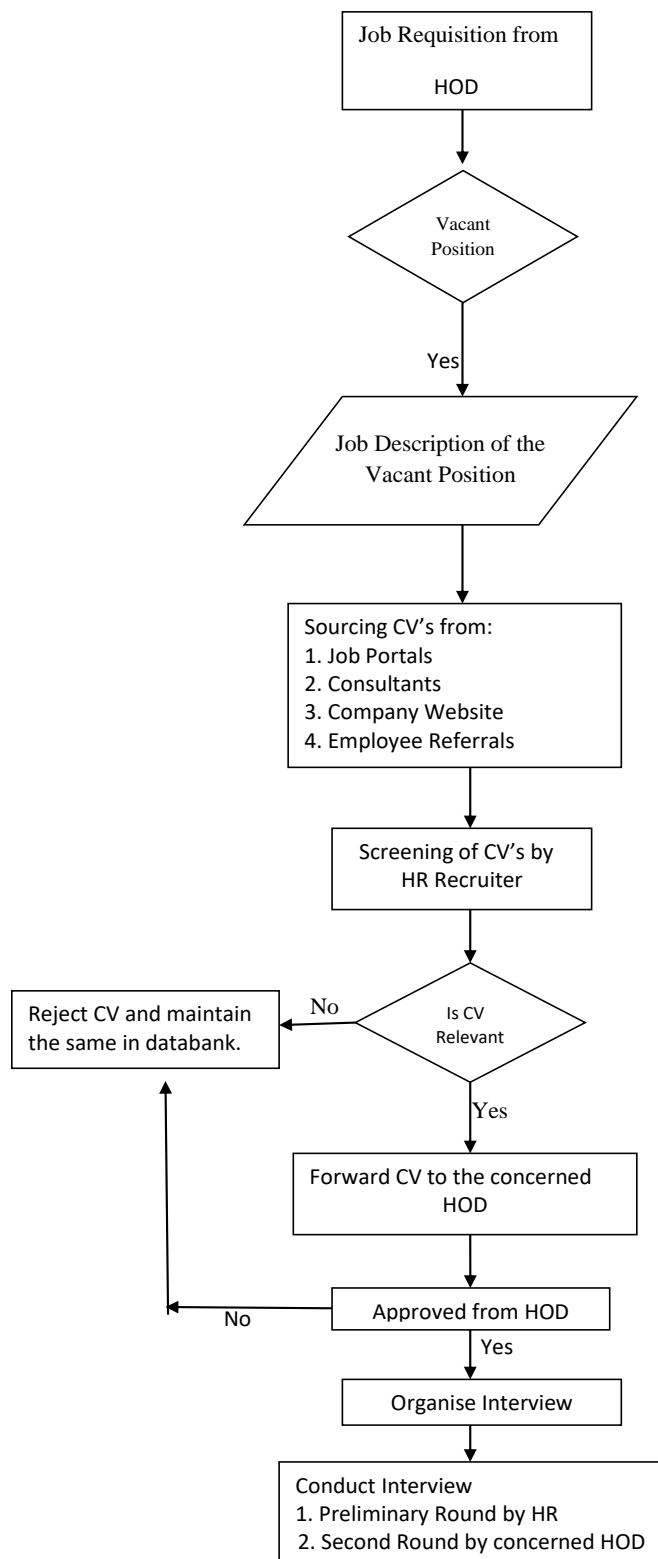 Job Requisition from
HOD
Vacant
Position
Yes
Job Description of the
Vacant Position
Sourcing CV’s from:
1. Job Portals
2. Consultants
3. Company Website
4. Employee Referrals
Screening of CV’s by
HR Recruiter
Is CV
Relevant
No
Reject CV and maintain
the same in databank.
Yes
Forward CV to the concerned
HOD
Approved from HOD
No
Yes
Organise Interview
Conduct Interview
1. Preliminary Round by HR
2. Second Round by concerned HOD